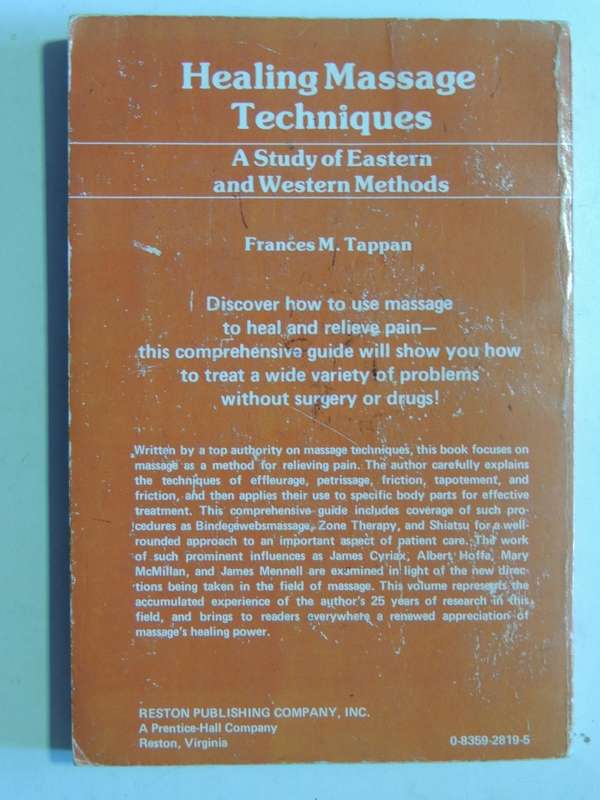 Healing Massage
Techniques
A Study of Eastern
and Western Methods
Frances M. Tappan
Discover how to use massage
to heal and relieve pain—
this comprehensive guide will show you how
to treat a wide variety of problems
without surgery or drugs!
Written by a top authority on massage techniques, this book focuses on
massage as a method for relieving pain. The author carefully explains
the techniques of effleurage, petrissage, friction, tapotement, and
friction, and then applies their use to specific body parts for effective
treatment. This comprehensive guide includes coverage of such pro-
cedures as Bindegewebsmassage, Zone Therapy, and Shiatsu for a well-
rounded approach to an important aspect of patient care. The work
of such prominent influences as James Cyriax, Albert Hoffa, Mary
McMillan, and James Mennell are examined in light of the new direc-
tions being taken in the field of massage. This volume represents the
accumulated experience of the author's 25 years of research in this
field, and brings to readers everywhere a renewed appreciation of
massage's healing power.
RESTON PUBLISHING COMPANY, INC.
A Prentice-Hall Company
Reston, Virginia 0-8359-2819-5